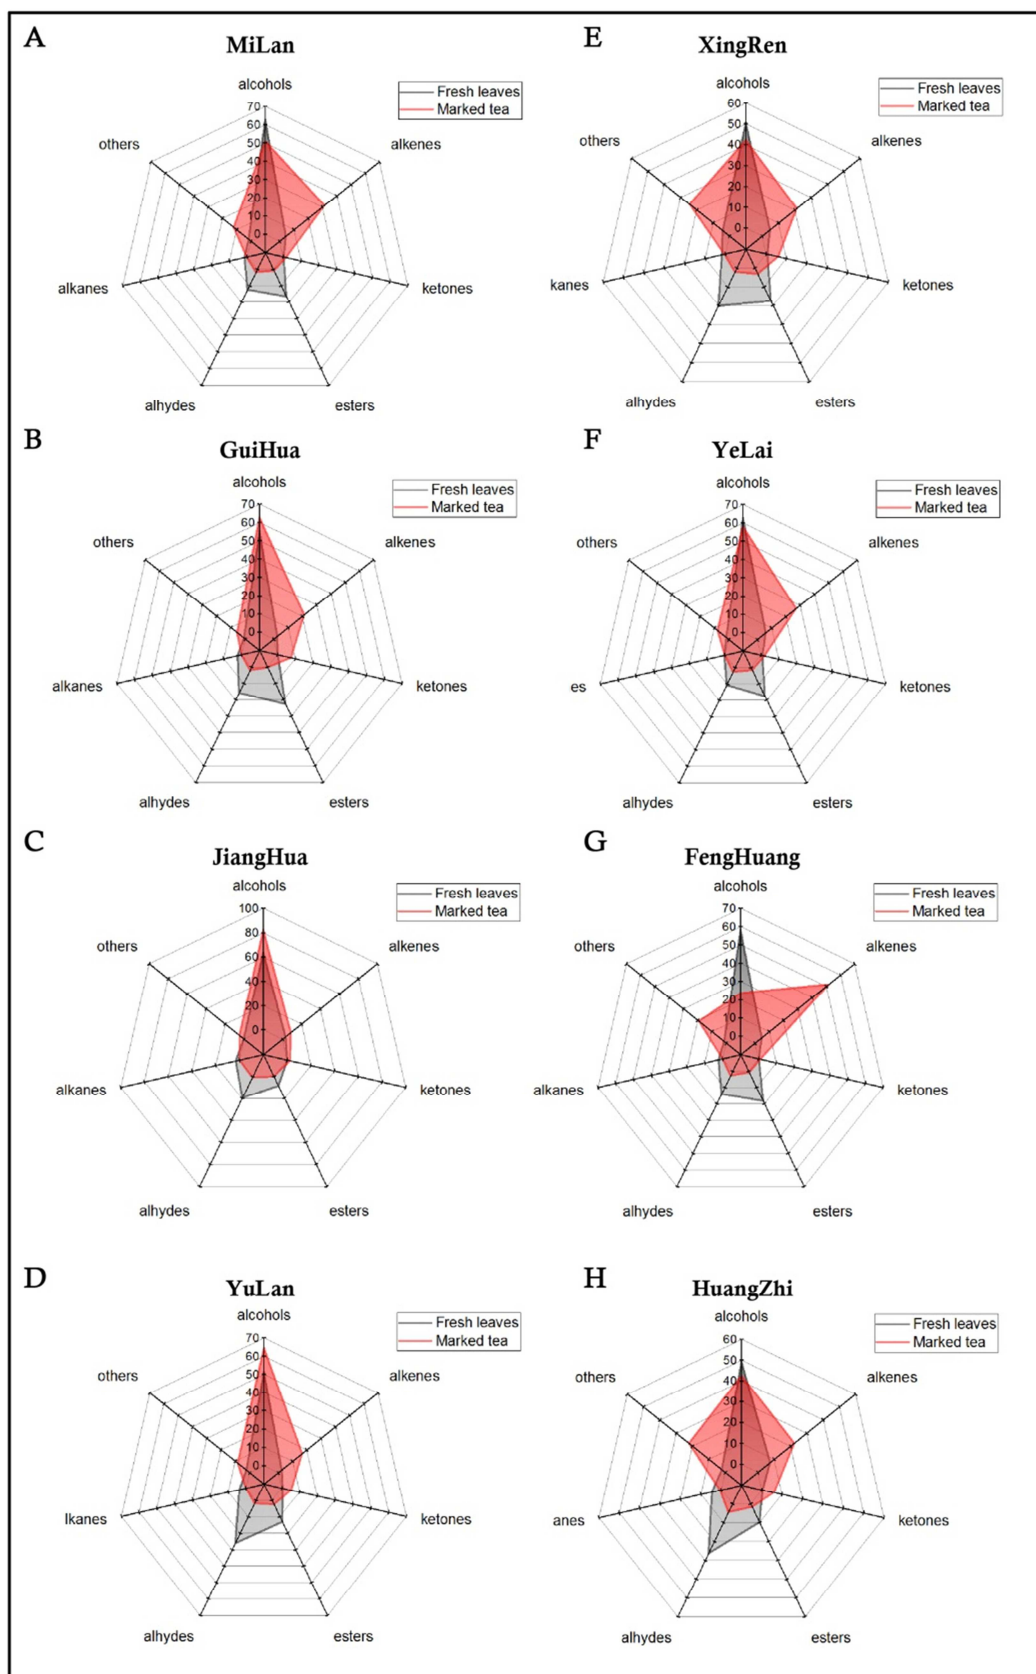 A
MiLan
alcohols
Fresh leaves
Marked tea
70
60
50
40
30
20
10
0
others
alkenes
alkanes
ketones
alhydes
esters
E
XingRen
alcohols
Fresh leaves
Marked tea
60
50
40
30
20
10
0
others
alkenes
kanes
ketones
alhydes
esters
B
GuiHua
alcohols
Fresh leaves
Marked tea
70
60
50
40
30
20
10
0
others
alkenes
alkanes
ketones
alhydes
esters
F
YeLai
alcohols
Fresh leaves
Marked tea
70
60
50
40
30
20
10
0
others
alkenes
es
ketones
alhydes
esters
C
JiangHua
alcohols
Fresh leaves
Marked tea
100
80
60
40
20
0
others
alkenes
alkanes
ketones
alhydes
esters
G
FengHuang
alcohols
Fresh leaves
Marked tea
70
60
50
40
30
20
10
0
others
alkenes
alkanes
ketones
alhydes
esters
D
YuLan
alcohols
Fresh leaves
Marked tea
70
60
50
40
30
20
10
0
others
alkenes
lkanes
ketones
alhydes
esters
H
HuangZhi
alcohols
Fresh leaves
Marked tea
60
50
40
30
20
10
0
others
alkenes
anes
ketones
alhydes
esters